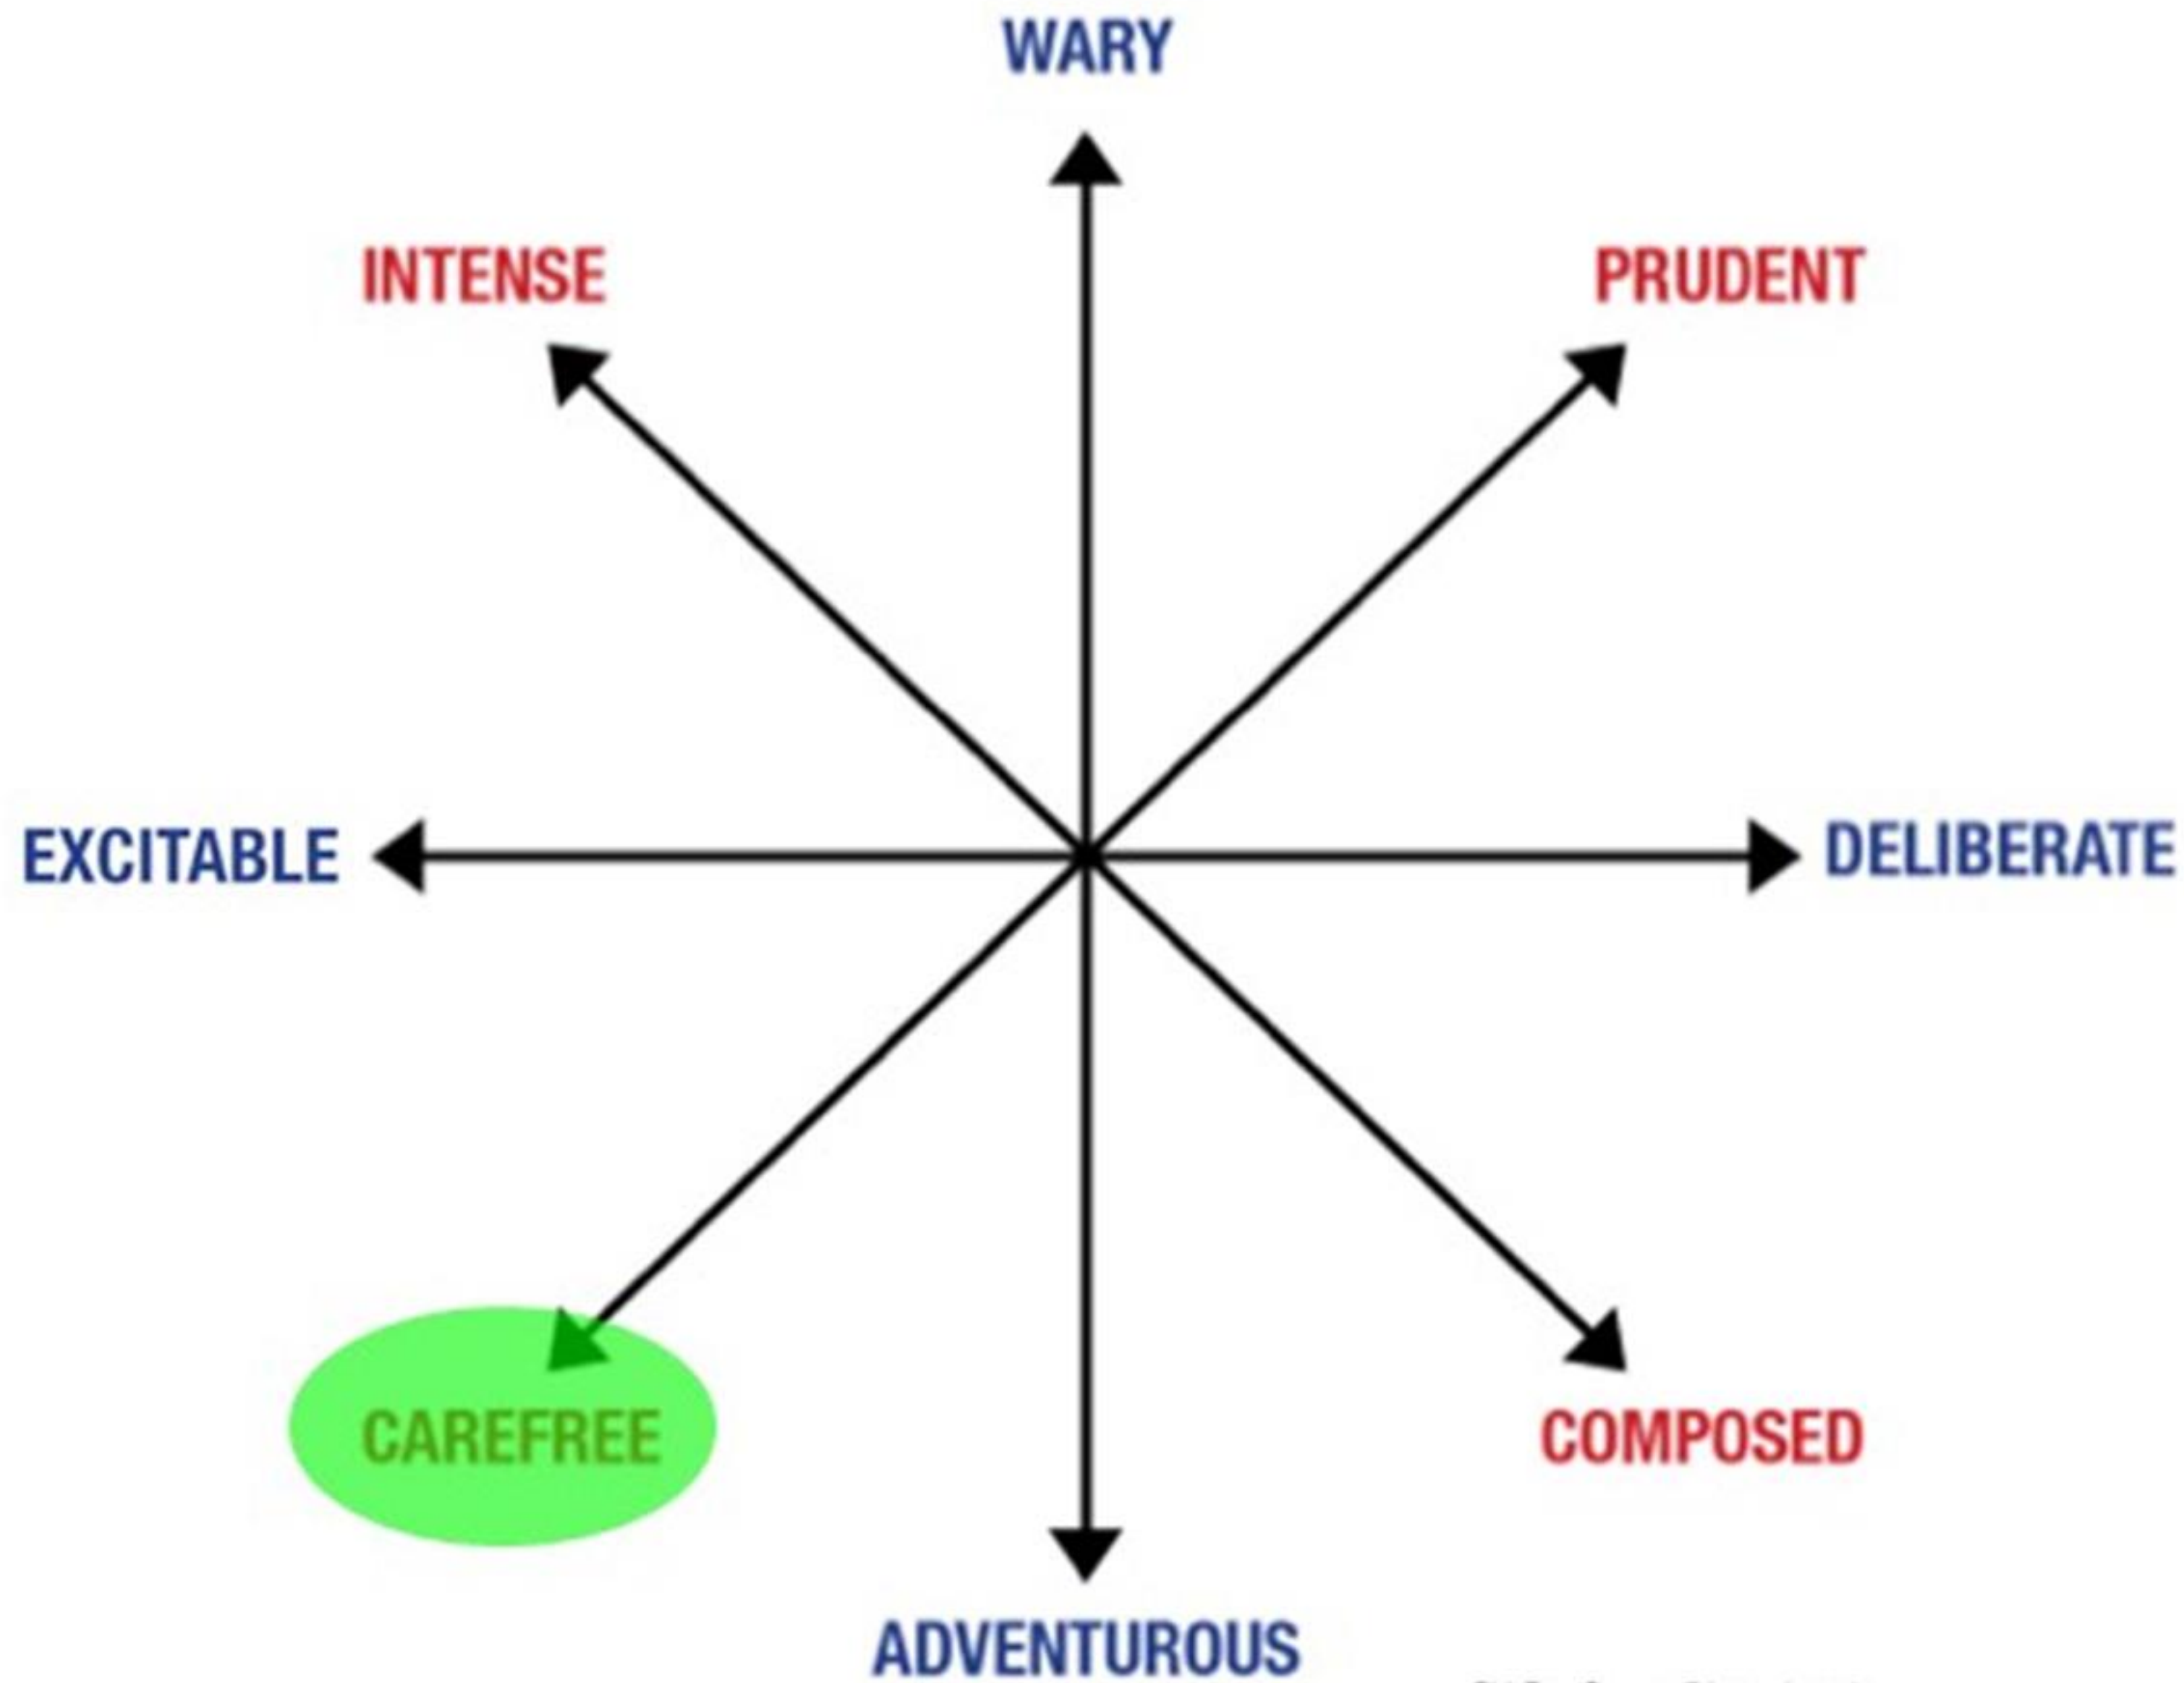 WARY
INTENSE
PRUDENT
EXCITABLE
DELIBERATE
CAREFREE
COMPOSED
ADVENTUROUS